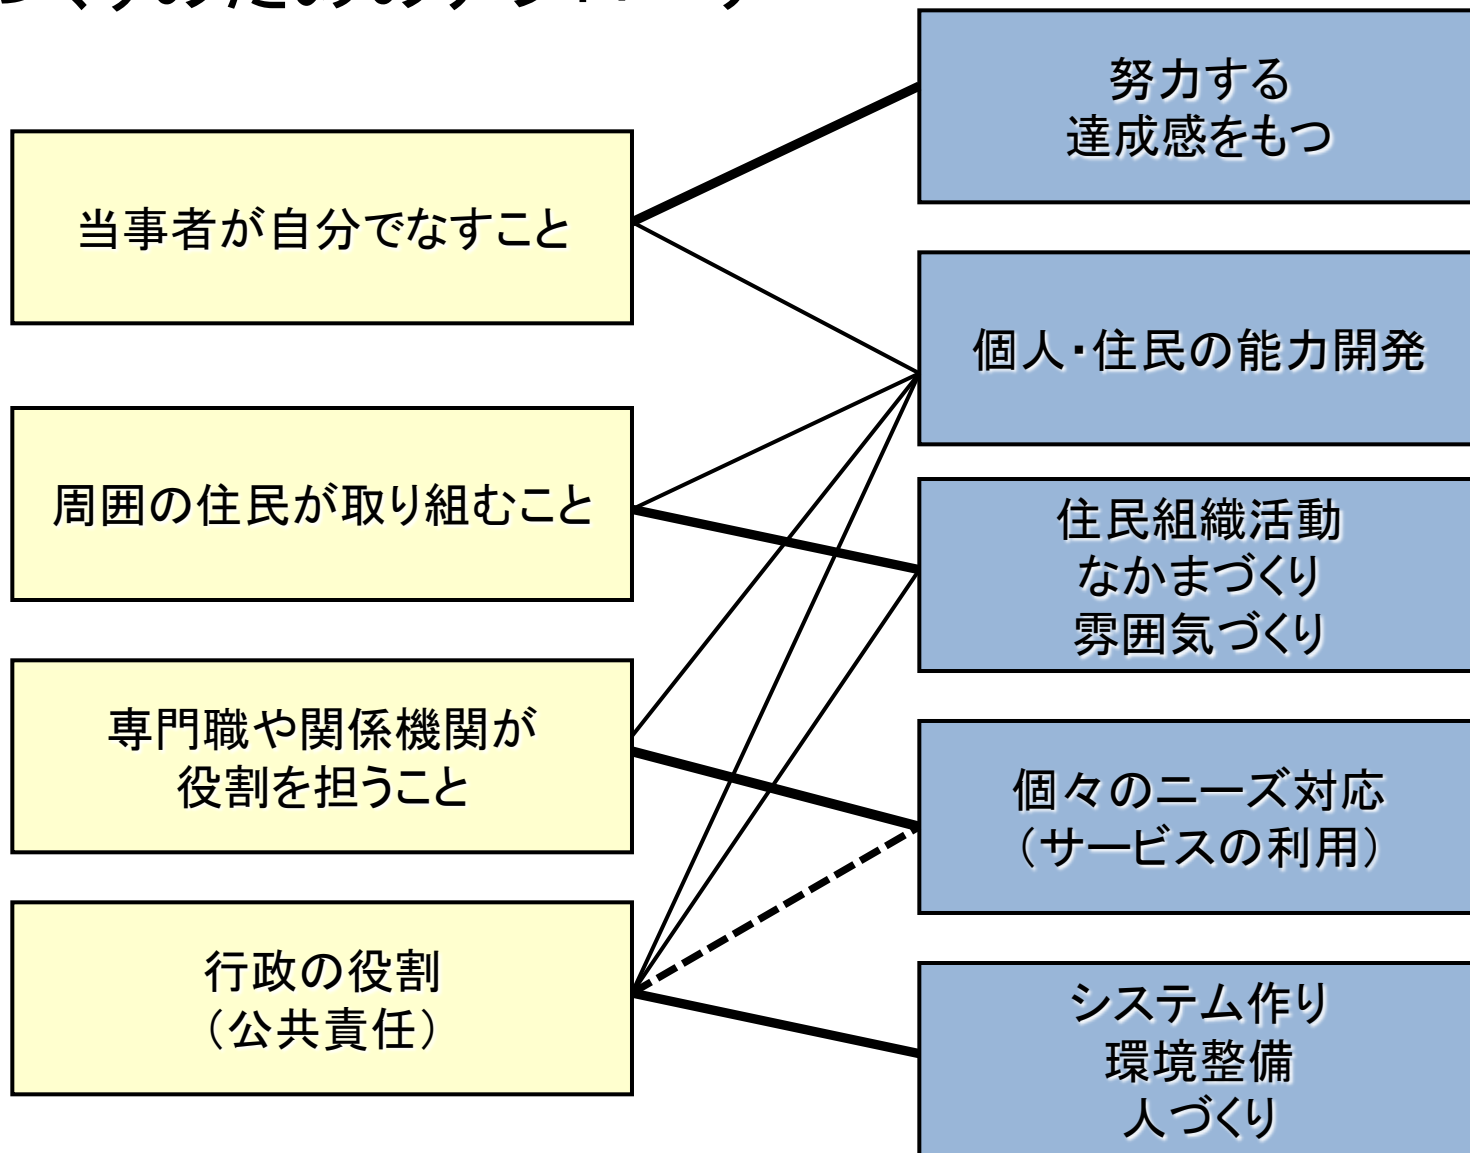 当事者が自分でなすこと
周囲の住民が取り組むこと
専門職や関係機関が
役割を担うこと
行政の役割
（公共責任）
努力する
達成感をもつ
個人・住民の能力開発
住民組織活動
なかまづくり
雰囲気づくり
個々のニーズ対応
（サービスの利用）
システム作り
環境整備
人づくり